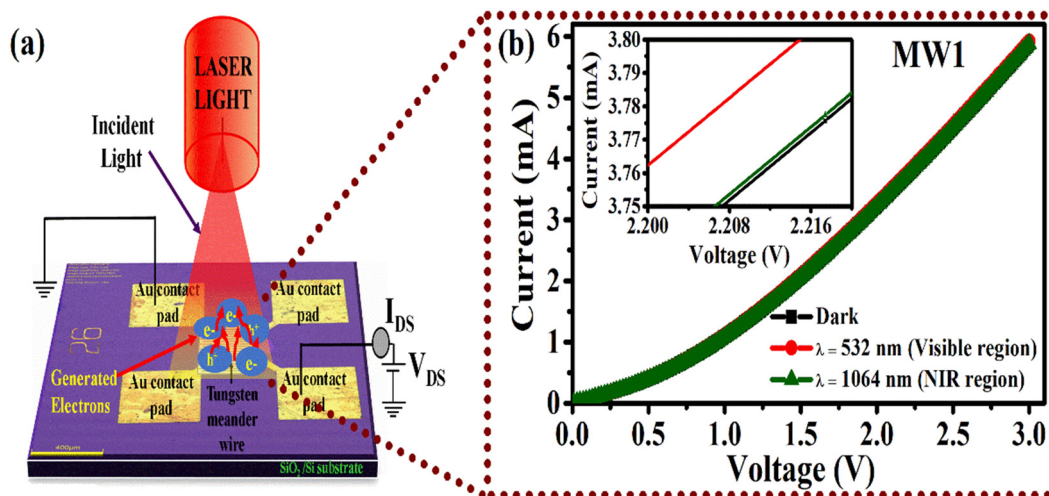 (a)
LASER
LIGHT
Incident
Light
Au contact
pad
Au contact
pad
e-
e-
h+
h+
e-
I_DS
V_DS
26
Generated
Electrons
Au contact
pad
Au contact
pad
Tungsten
meander
wire
400µm
SiO2/Si substrate
(b)
MW1
Current (mA)
6
5
4
3
2
1
0
0.0
0.5
1.0
1.5
2.0
2.5
3.0
Voltage (V)
Current (mA)
3.80
3.79
3.78
3.77
3.76
3.75
2.200
2.208
2.216
Voltage (V)
Dark
λ = 532 nm (Visible region)
λ = 1064 nm (NIR region)